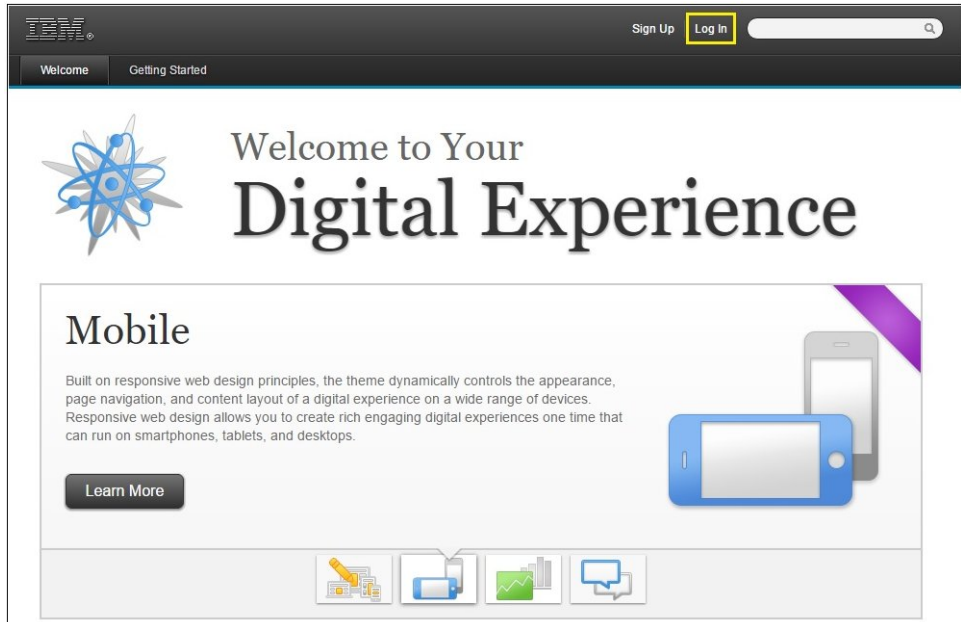 IBM®
Sign Up Log In
Welcome Getting Started
Welcome to Your
Digital Experience
Mobile
Built on responsive web design principles, the theme dynamically controls the appearance,
page navigation, and content layout of a digital experience on a wide range of devices.
Responsive web design allows you to create rich engaging digital experiences one time that
can run on smartphones, tablets, and desktops.
Learn More